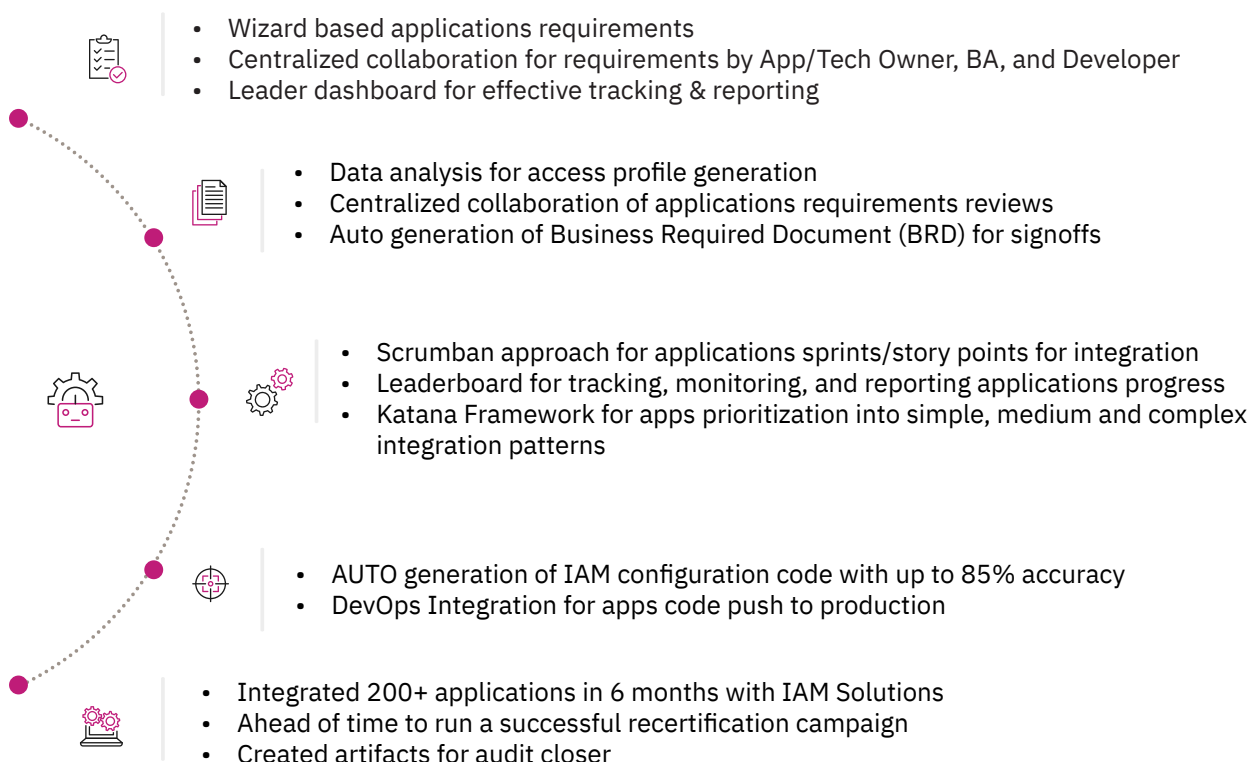 • Wizard based applications requirements
• Centralized collaboration for requirements by App/Tech Owner, BA, and Developer
• Leader dashboard for effective tracking & reporting
• Data analysis for access profile generation
• Centralized collaboration of applications requirements reviews
• Auto generation of Business Required Document (BRD) for signoffs
• Scrumban approach for applications sprints/story points for integration
• Leaderboard for tracking, monitoring, and reporting applications progress
• Katana Framework for apps prioritization into simple, medium and complex
integration patterns
• AUTO generation of IAM configuration code with up to 85% accuracy
• DevOps Integration for apps code push to production
• Integrated 200+ applications in 6 months with IAM Solutions
• Ahead of time to run a successful recertification campaign
• Created artifacts for audit closer